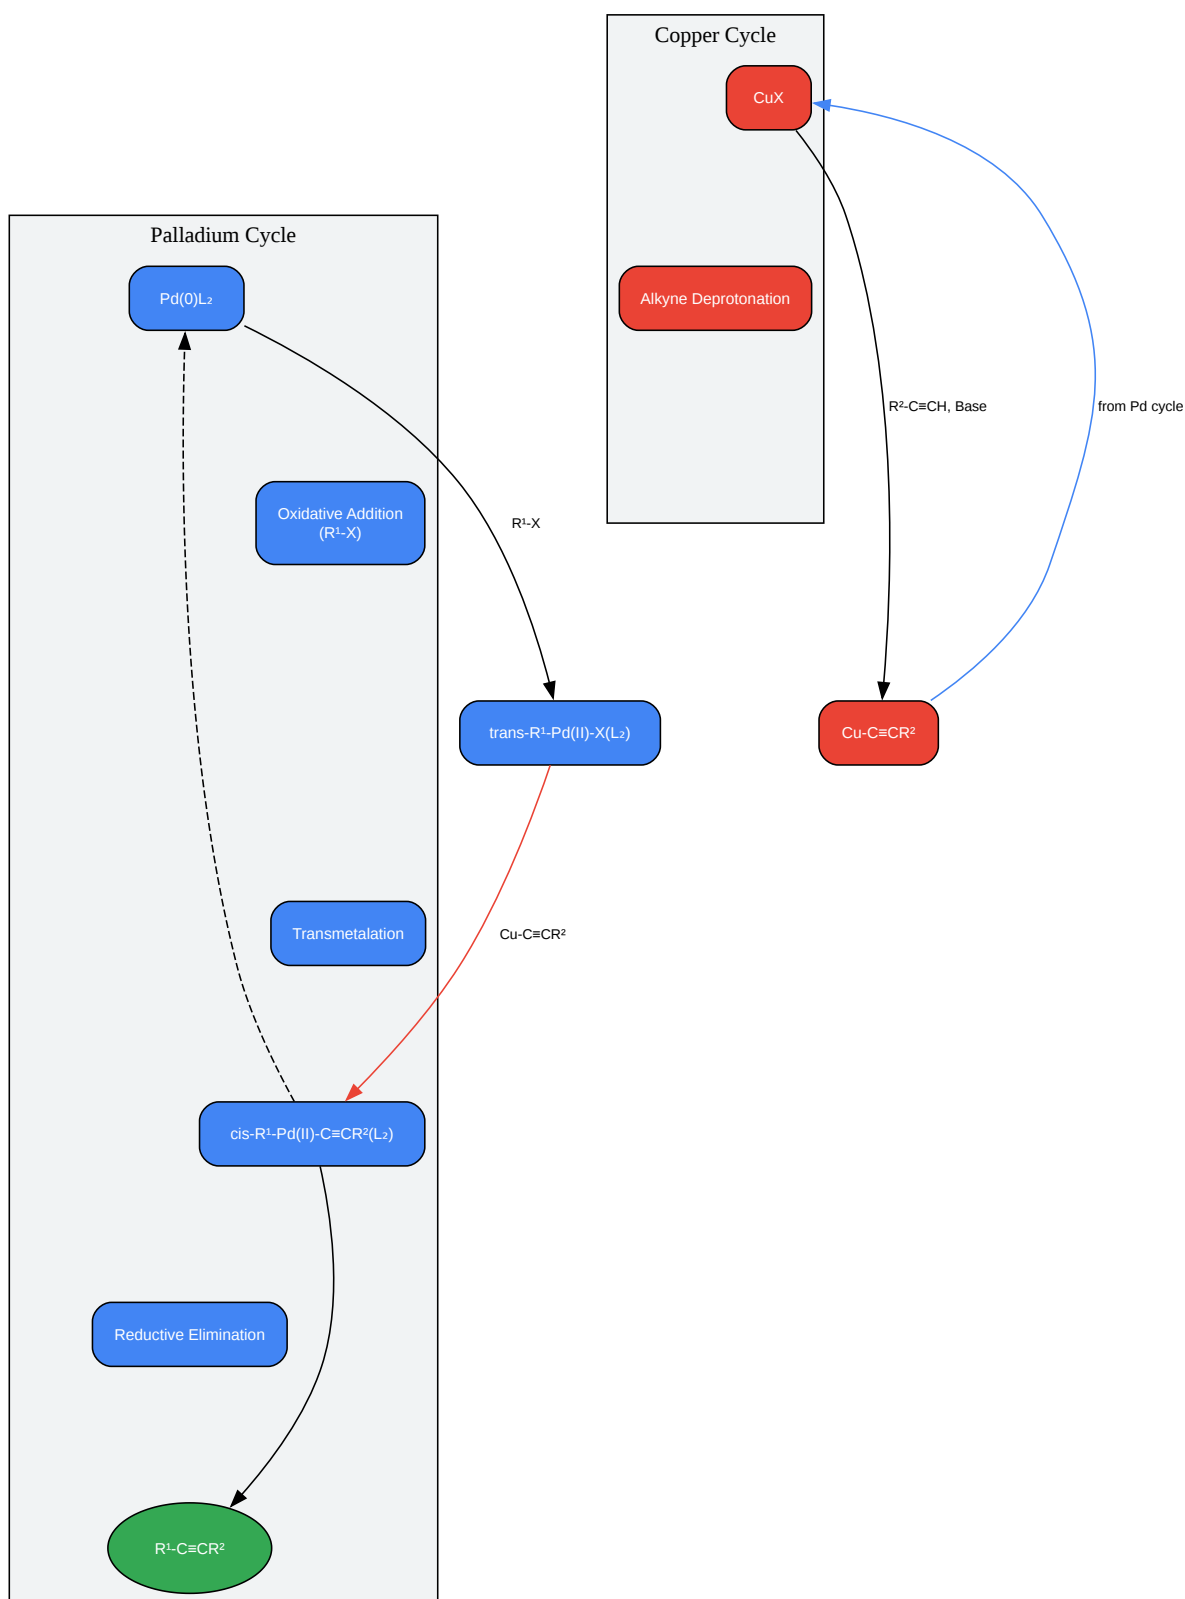 Copper Cycle
CuX
Palladium Cycle
Pd(0)L₂
Alkyne Deprotonation
R²-C≡CH, Base
from Pd cycle
Oxidative Addition
(R¹-X)
R¹-X
trans-R¹-Pd(II)-X(L₂)
Cu-C≡CR²
Transmetalation
Cu-C≡CR²
cis-R¹-Pd(II)-C≡CR²(L₂)
Reductive Elimination
R¹-C≡CR²